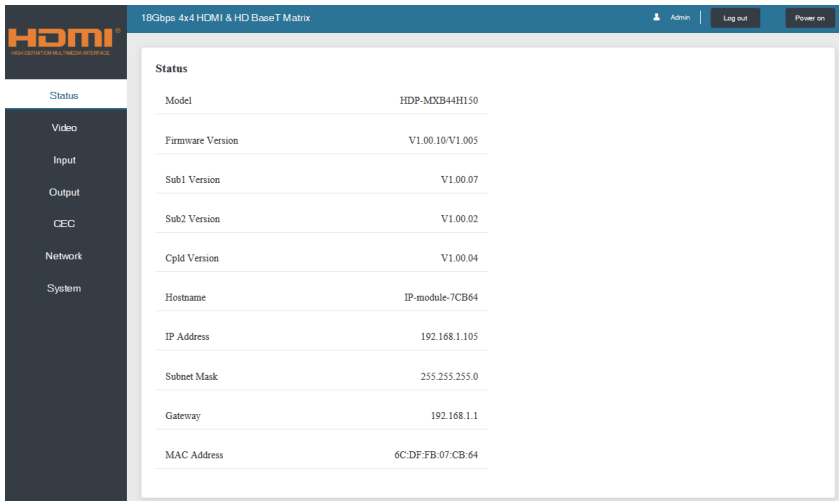 18Gbps 4x4 HDMI & HD BaseT Matrix
Admin
Log out
Power on
HDMI®
HIGH-DEFINITION MULTIMEDIA INTERFACE
Status
Video
Input
Output
CEC
Network
System
Status
Model HDP-MXB44H150
Firmware Version V1.00.10/V1.005
Sub1 Version V1.00.07
Sub2 Version V1.00.02
Cpld Version V1.00.04
Hostname IP-module-7CB64
IP Address 192.168.1.105
Subnet Mask 255.255.255.0
Gateway 192.168.1.1
MAC Address 6C:DF:FB:07:CB:64